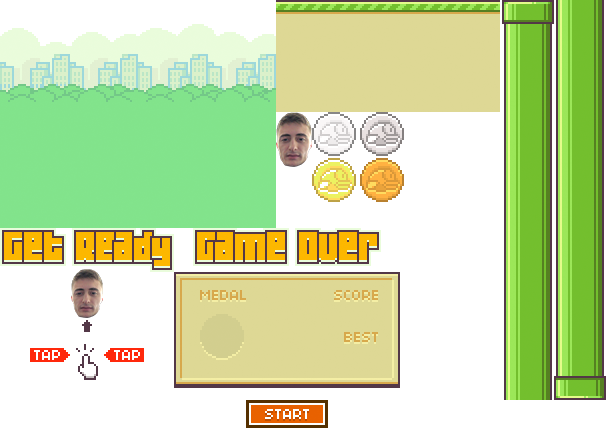 Get Ready
Game Over
MEDAL
SCORE
BEST
TAP
TAP
START